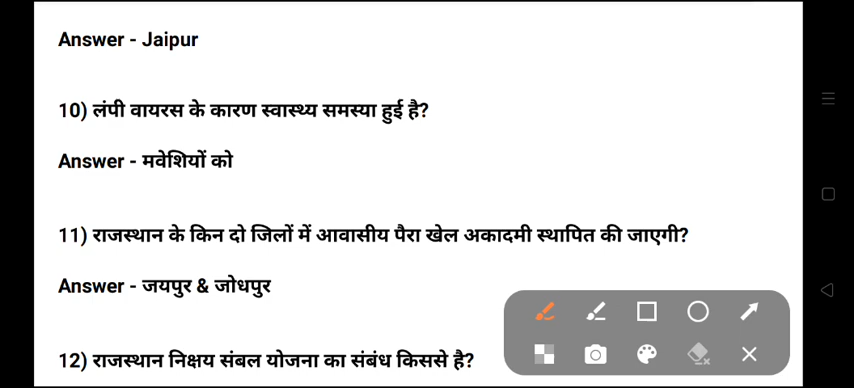 Answer - Jaipur
10) लंपी वायरस के कारण स्वास्थ्य समस्या हुई है?
Answer - मवेशियों को
11) राजस्थान के किन दो जिलों में आवासीय पैरा खेल अकादमी स्थापित की जाएगी?
Answer - जयपुर & जोधपुर
12) राजस्थान निक्षय संबल योजना का संबंध किससे है?